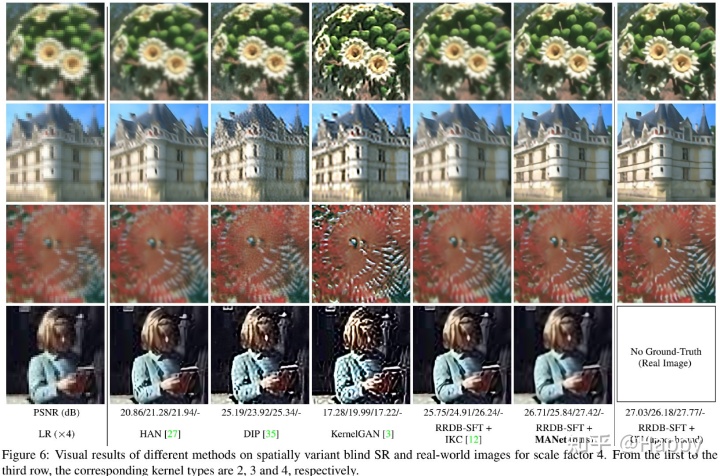 No Ground-Truth
(Real Image)
PSNR (dB) 20.86/21.28/21.94/- 25.19/23.92/25.34/- 17.28/19.99/17.22/- 25.75/24.91/26.24/- 26.71/25.84/27.42/- 27.03/26.18/27.77/-
LR (×4) HAN [27] DIP [35] KernelGAN [3] RRDB-SFT + IKC [12] RRDB-SFT + MANet RRDB-SFT +
知乎 @Happy
Figure 6: Visual results of different methods on spatially variant blind SR and real-world images for scale factor 4. From the first to the
third row, the corresponding kernel types are 2, 3 and 4, respectively.